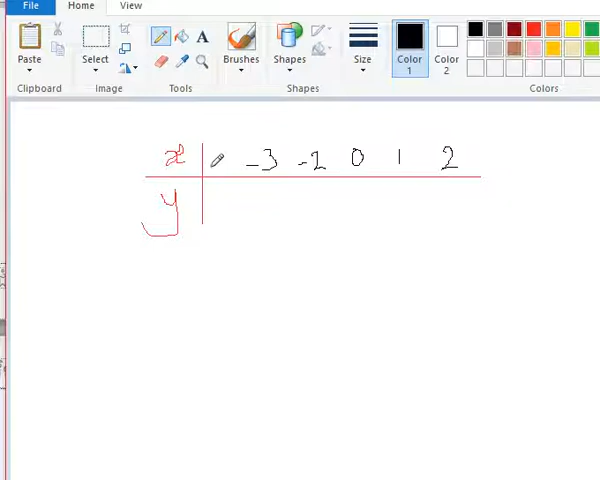 File Home View
Paste Select Brushes Shapes Size Color 1 Color 2
Clipboard Image Tools Shapes Colors
x -3 -2 0 1 2
y